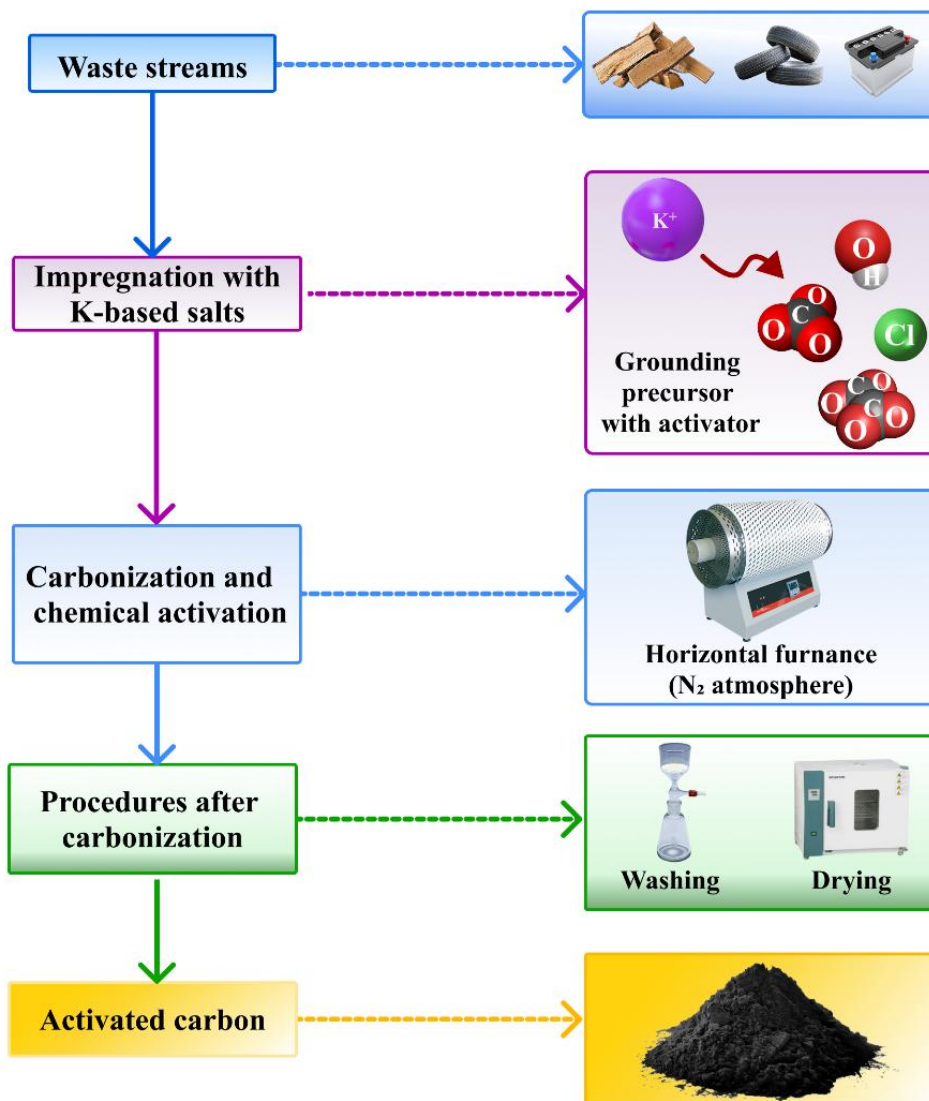 Waste streams
Impregnation with
K-based salts
K⁺
O
H
O
C
O
O
Cl
Grounding
precursor
with activator
C
O
O
C
O
O
Carbonization and
chemical activation
Horizontal furnance
(N₂ atmosphere)
Procedures after
carbonization
Washing
Drying
Activated carbon